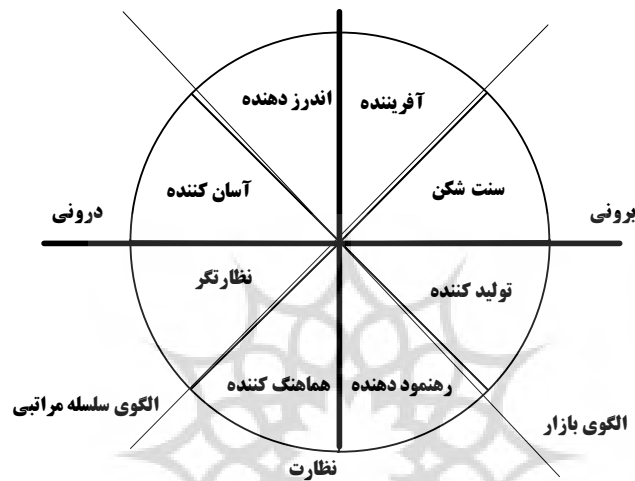 اندرز دهنده
آفریننده
آسان کننده
سنت شکن
درونی
برونی
نظارتگر
تولید کننده
هماهنگ کننده
رهنمود دهنده
الگوی سلسله مراتبی
الگوی بازار
نظارت